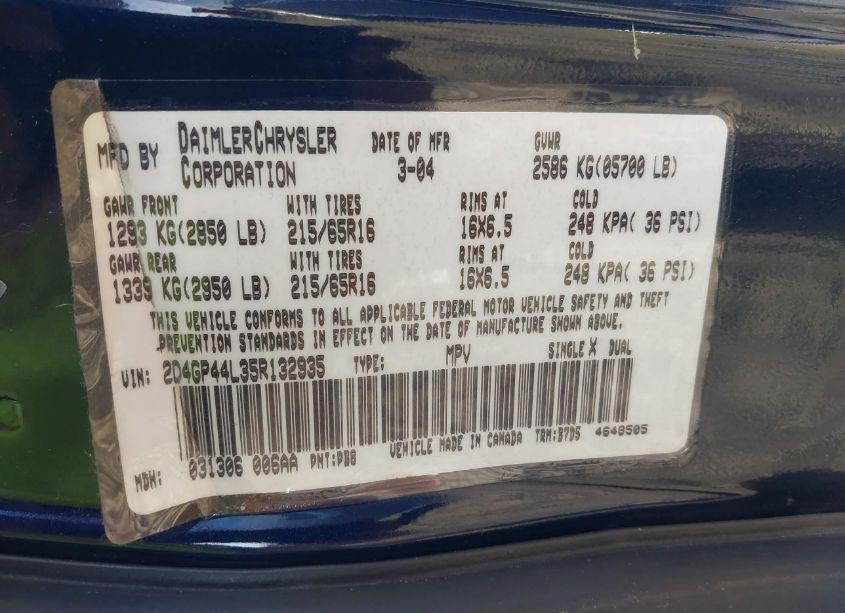 MFD BY DAIMLERCHRYSLER CORPORATION DATE OF MFR 3-04 GVWR 2586 KG(05700 LB)
GAWR FRONT WITH TIRES RIMS AT COLD
1293 KG(2850 LB) 215/65R16 16X6.5 248 KPA( 36 PSI)
GAWR REAR WITH TIRES RIMS AT COLD
1339 KG(2950 LB) 215/65R16 16X6.5 248 KPA( 36 PSI)
THIS VEHICLE CONFORMS TO ALL APPLICABLE FEDERAL MOTOR VEHICLE SAFETY AND THEFT
PREVENTION STANDARDS IN EFFECT ON THE DATE OF MANUFACTURE SHOWN ABOVE.
VIN: 2D4GP44L35R132935 TYPE: MPV SINGLE X DUAL
MDH: 031306 006AA PNT:PB8 VEHICLE MADE IN CANADA TRM:B7D5 4648505